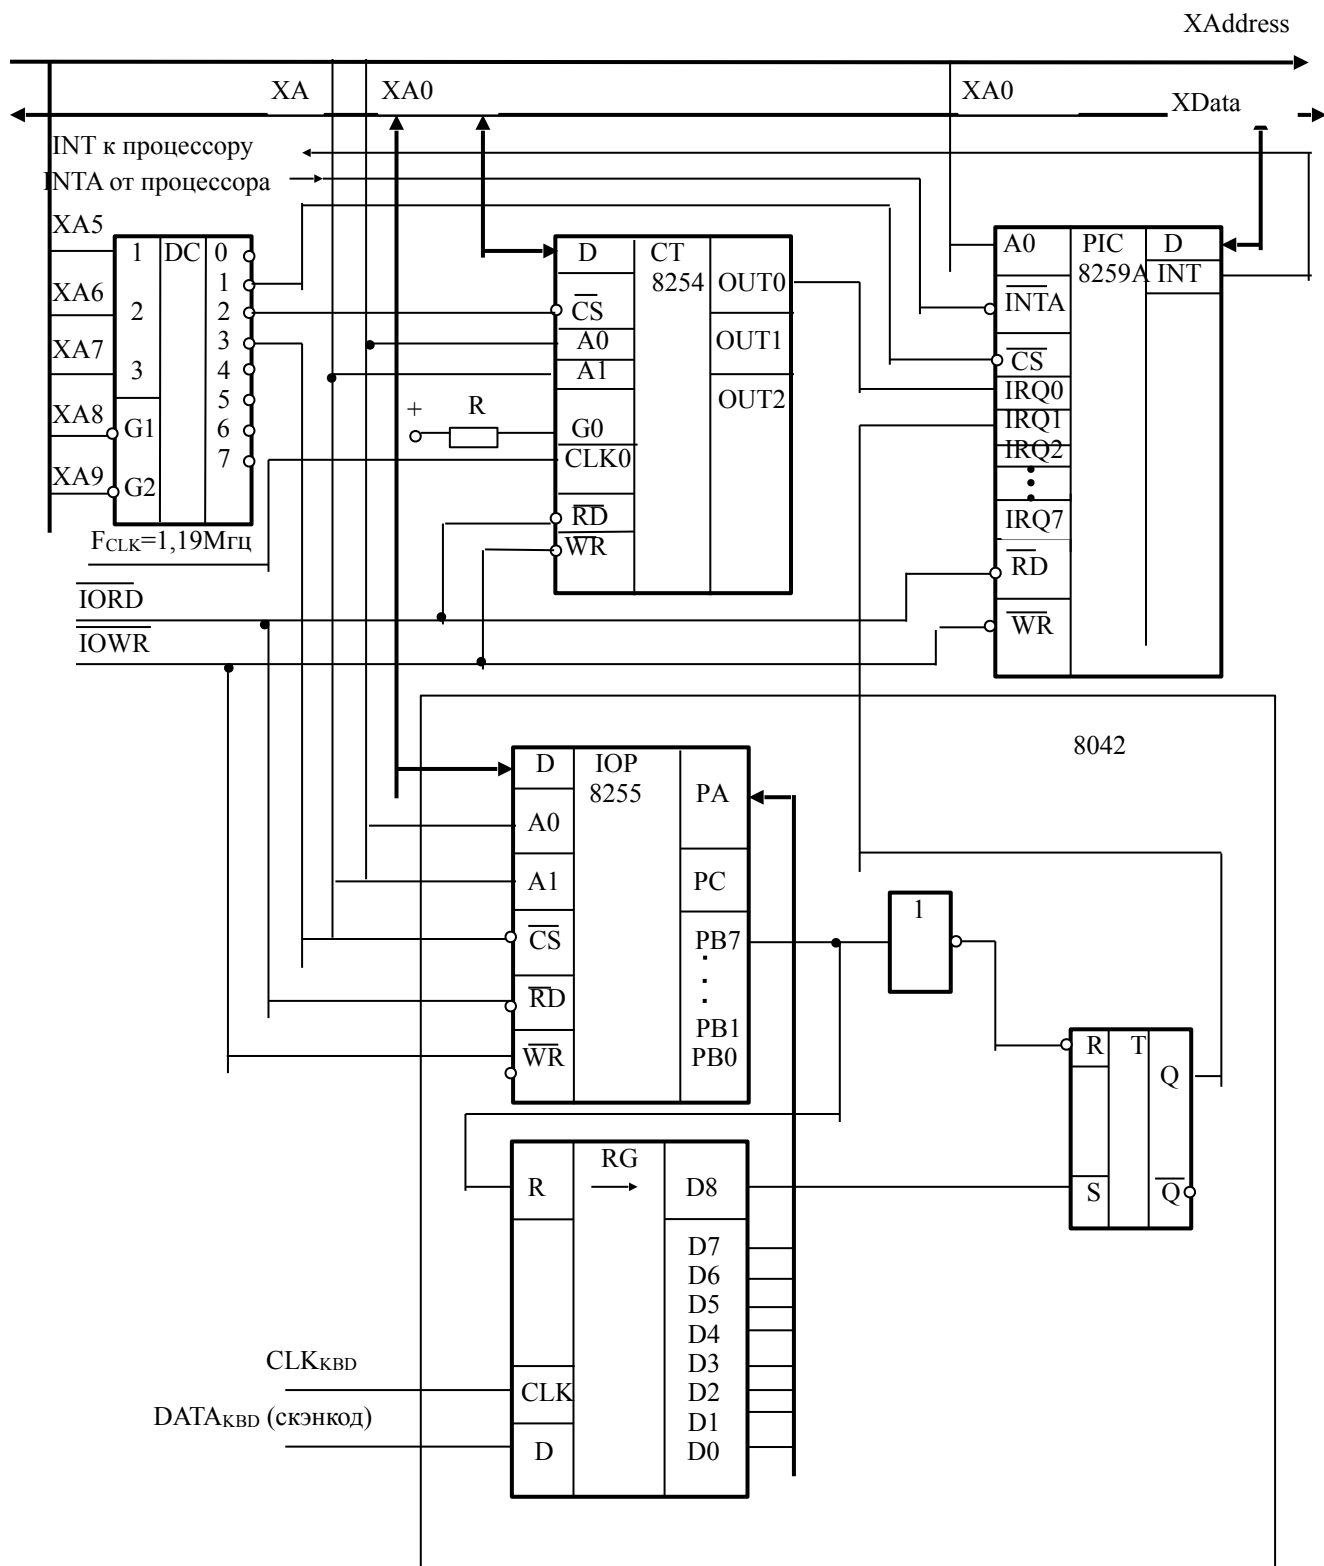 XAddress
XA
XA0
XA0
XData
INT к процессору
INTA от процессора
XA5
XA6
XA7
XA8
XA9
1
2
3
G1
G2
DC
0
1
2
3
4
5
6
7
FCLK=1,19Мгц
IORD
IOWR
+
R
D
CS
A0
A1
G0
CLK0
RD
WR
CT
8254
OUT0
OUT1
OUT2
A0
INTA
CS
IRQ0
IRQ1
IRQ2
IRQ7
RD
WR
PIC
8259A
D
INT
8042
D
A0
A1
CS
RD
WR
IOP
8255
PA
PC
PB7
PB1
PB0
1
R
T
Q
S
Q
R
RG
D8
D7
D6
D5
D4
D3
D2
D1
D0
CLK
D
CLKKBD
DATAKBD (скэнкод)